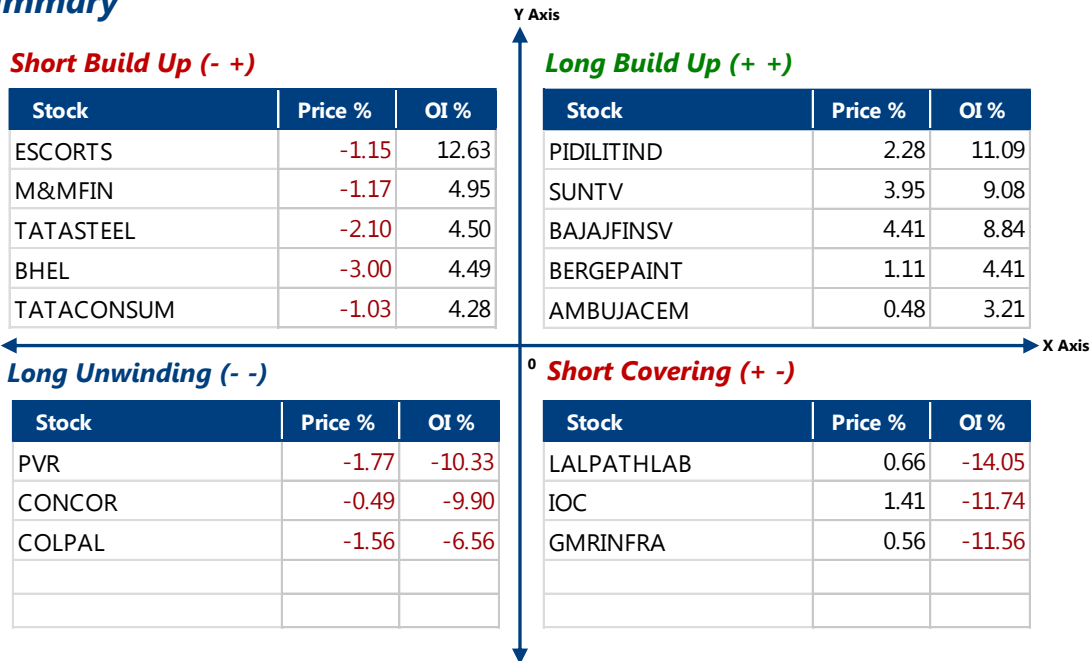 Y Axis
Short Build Up (- +)
Stock Price % OI %
ESCORTS -1.15 12.63
M&MFIN -1.17 4.95
TATASTEEL -2.10 4.50
BHEL -3.00 4.49
TATACONSUM -1.03 4.28
Long Build Up (+ +)
Stock Price % OI %
PIDILITIND 2.28 11.09
SUNTV 3.95 9.08
BAJAJFINSV 4.41 8.84
BERGEPAINT 1.11 4.41
AMBUJACEM 0.48 3.21
X Axis
0
Long Unwinding (- -)
Stock Price % OI %
PVR -1.77 -10.33
CONCOR -0.49 -9.90
COLPAL -1.56 -6.56
Short Covering (+ -)
Stock Price % OI %
LALPATHLAB 0.66 -14.05
IOC 1.41 -11.74
GMRINFRA 0.56 -11.56